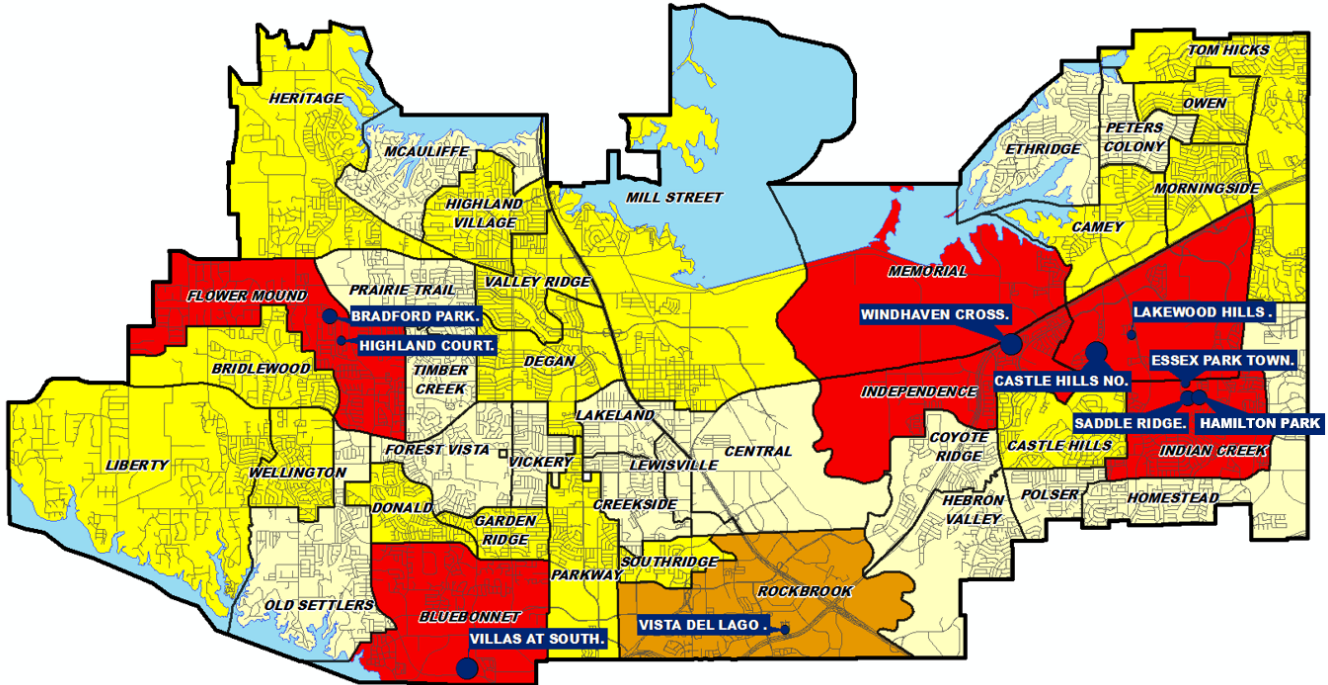 TOM HICKS
HERITAGE
OWEN
PETERS
COLONY
MCAULIFFE
ETHRIDGE
MORNINGSIDE
MILL STREET
HIGHLAND
VILLAGE
CAMEY
MEMORIAL
VALLEY RIDGE
PRAIRIE TRAIL
FLOWER MOUND
BRADFORD PARK.
WINDHAVEN CROSS.
LAKEWOOD HILLS .
HIGHLAND COURT.
ESSEX PARK TOWN.
DEGAN
BRIDLEWOOD
TIMBER
CREEK
CASTLE HILLS NO.
INDEPENDENCE
LAKELAND
SADDLE RIDGE.
HAMILTON PARK
COYOTE
RIDGE
CASTLE HILLS
FOREST VISTA
CENTRAL
INDIAN CREEK
LIBERTY
WELLINGTON
VICKERY
LEWISVILLE
POLSER
HOMESTEAD
HEBRON
VALLEY
CREEKSIDE
DONALD
GARDEN
RIDGE
SOUTHRIDGE
PARKWAY
ROCKBROOK
OLD SETTLERS
BLUEBONNET
VISTA DEL LAGO .
VILLAS AT SOUTH.